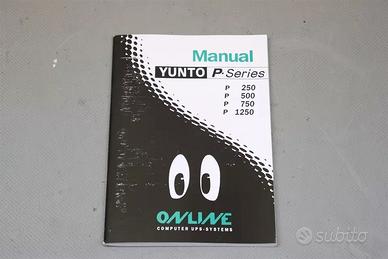 Manual
YUNTO P-Series
P 250
P 500
P 750
P 1250
ONLINE
COMPUTER UPS-SYSTEMS
subito